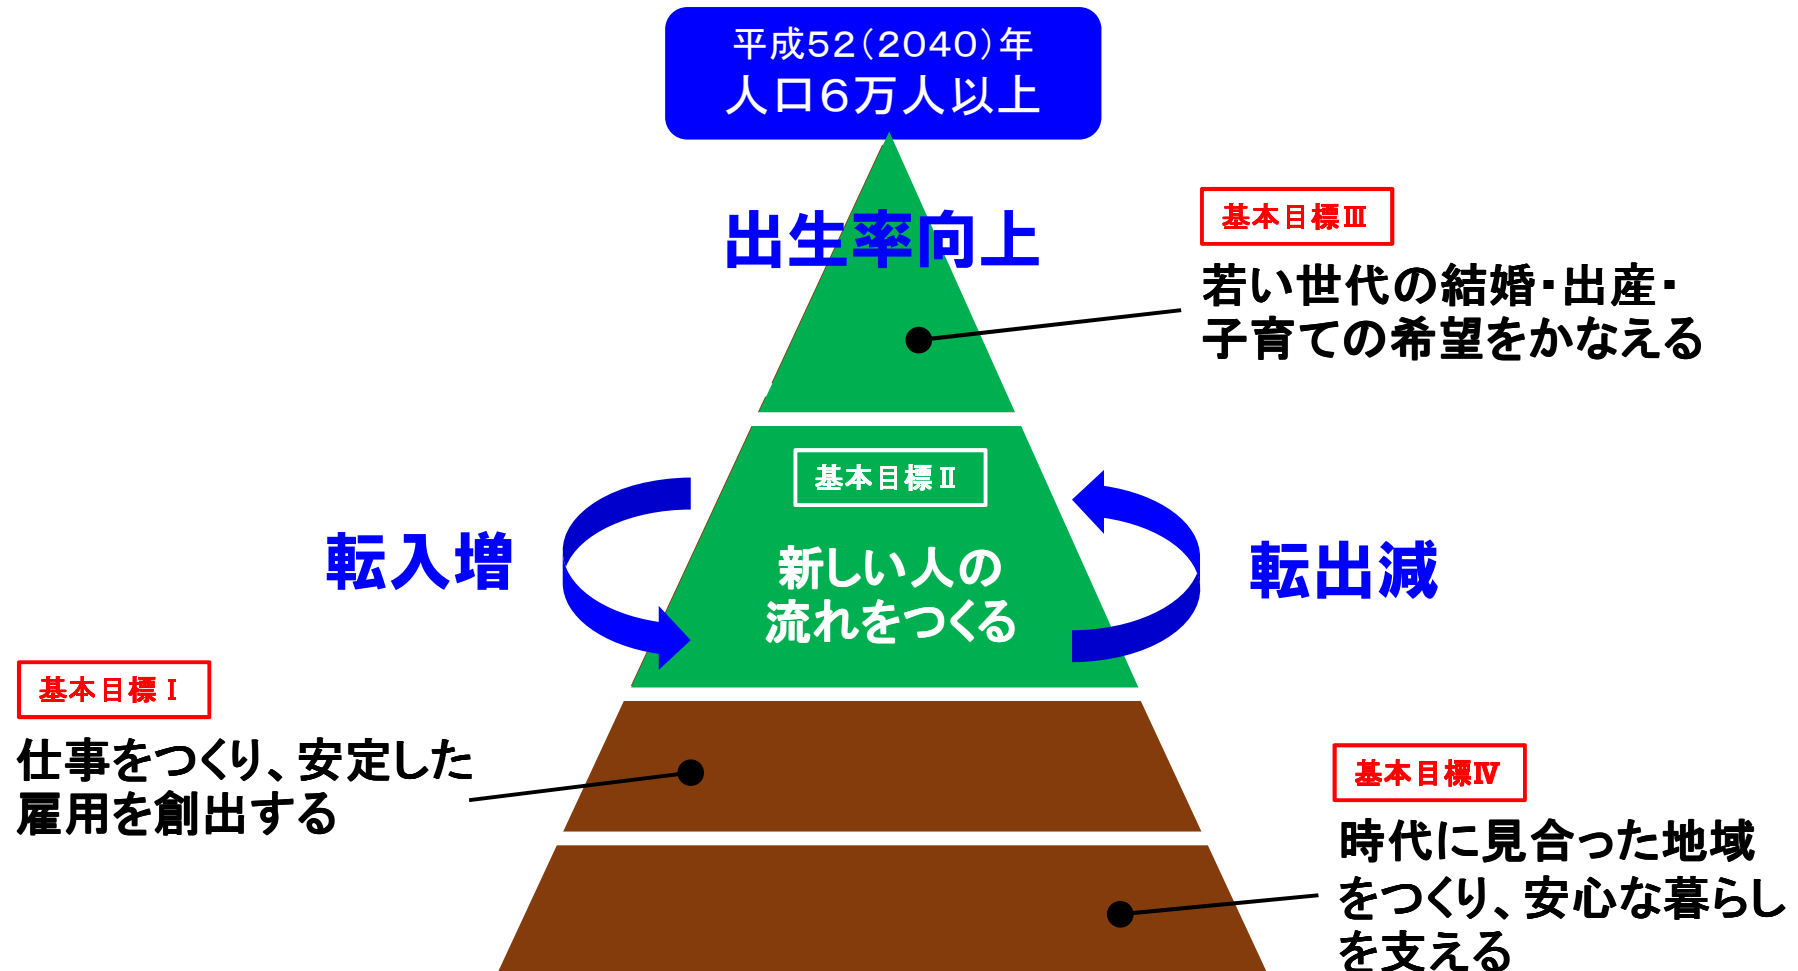 平成52(2040)年
人口6万人以上
出生率向上
基本目標Ⅲ
若い世代の結婚・出産・
子育ての希望をかなえる
基本目標Ⅱ
新しい人の
流れをつくる
転入増
転出減
基本目標Ⅰ
仕事をつくり、安定した
雇用を創出する
基本目標Ⅳ
時代に見合った地域
をつくり、安心な暮らし
を支える